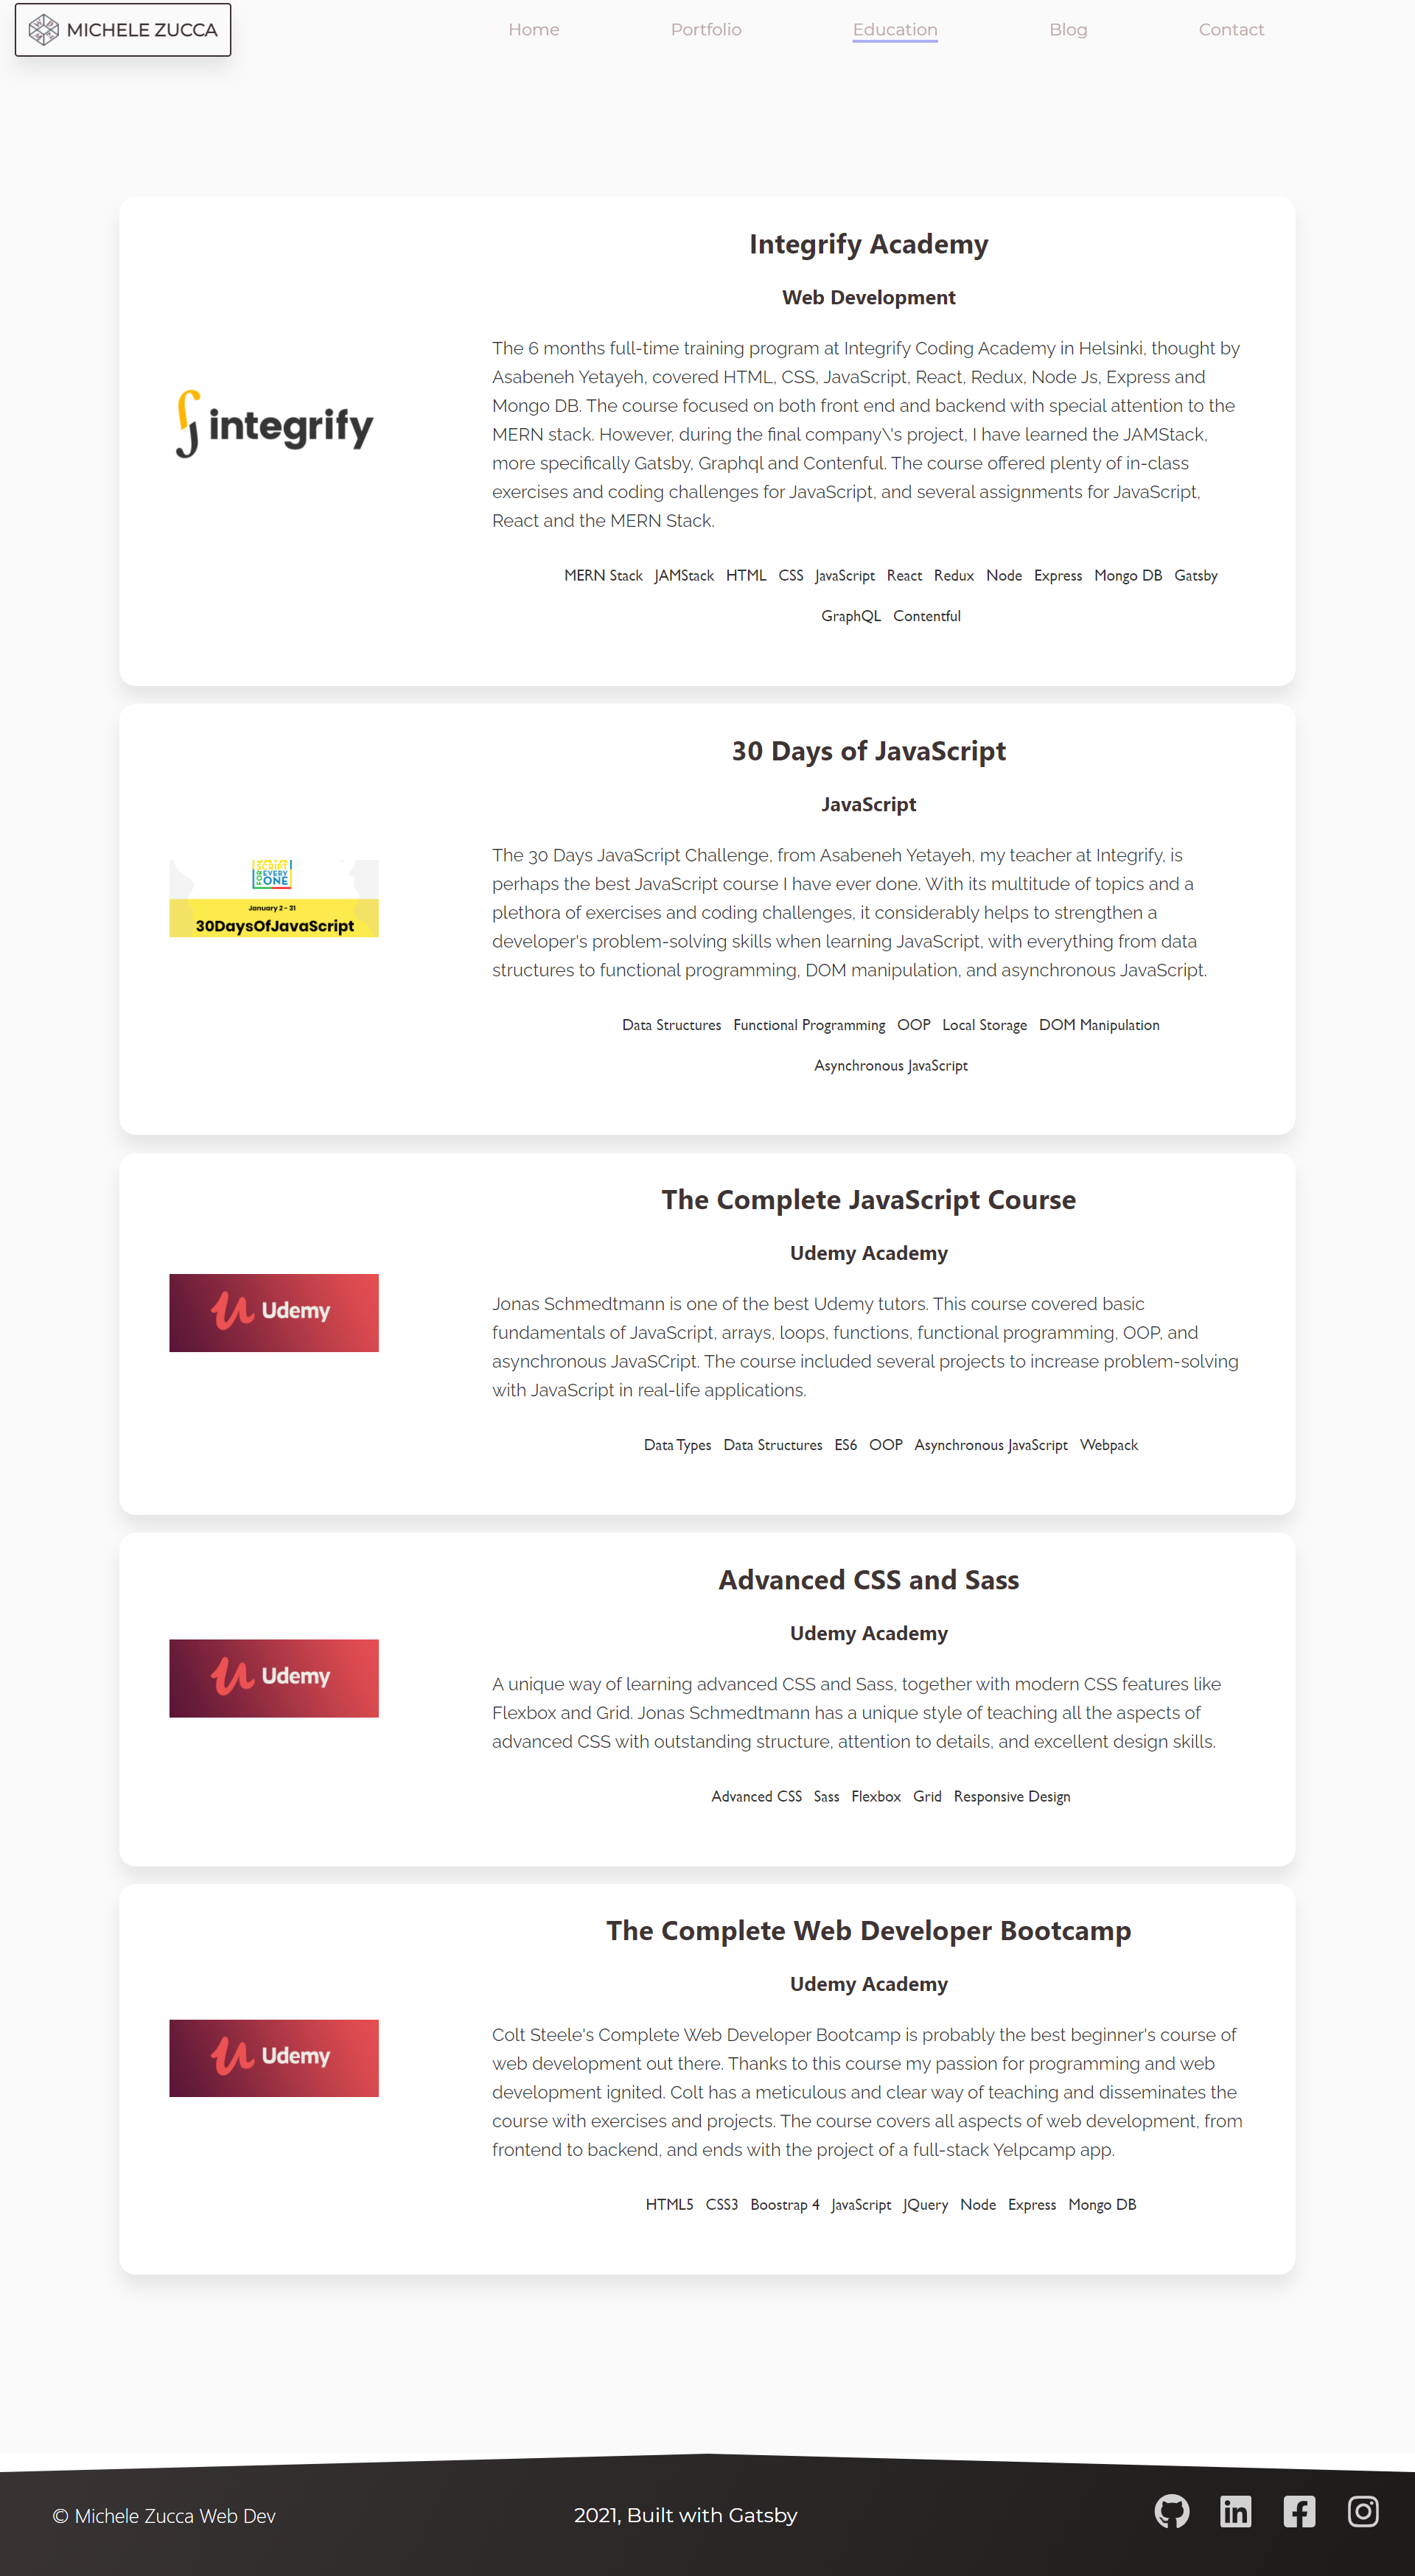 MICHELE ZUCCA
Home
Portfolio
Education
Blog
Contact
integrify
Integrify Academy
Web Development
The 6 months full-time training program at Integrify Coding Academy in Helsinki, thought by
Asabeneh Yetayeh, covered HTML, CSS, JavaScript, React, Redux, Node Js, Express and
Mongo DB. The course focused on both front end and backend with special attention to the
MERN stack. However, during the final company\'s project, I have learned the JAMStack,
more specifically Gatsby, Graphql and Contenful. The course offered plenty of in-class
exercises and coding challenges for JavaScript, and several assignments for JavaScript,
React and the MERN Stack.
MERN Stack JAMStack HTML CSS JavaScript React Redux Node Express Mongo DB Gatsby
GraphQL Contentful
FOR
SCRIPT
EVERY
ONE
January 2 - 31
30DaysOfJavaScript
30 Days of JavaScript
JavaScript
The 30 Days JavaScript Challenge, from Asabeneh Yetayeh, my teacher at Integrify, is
perhaps the best JavaScript course I have ever done. With its multitude of topics and a
plethora of exercises and coding challenges, it considerably helps to strengthen a
developer's problem-solving skills when learning JavaScript, with everything from data
structures to functional programming, DOM manipulation, and asynchronous JavaScript.
Data Structures Functional Programming OOP Local Storage DOM Manipulation
Asynchronous JavaScript
Udemy
The Complete JavaScript Course
Udemy Academy
Jonas Schmedtmann is one of the best Udemy tutors. This course covered basic
fundamentals of JavaScript, arrays, loops, functions, functional programming, OOP, and
asynchronous JavaSCript. The course included several projects to increase problem-solving
with JavaScript in real-life applications.
Data Types Data Structures ES6 OOP Asynchronous JavaScript Webpack
Udemy
Advanced CSS and Sass
Udemy Academy
A unique way of learning advanced CSS and Sass, together with modern CSS features like
Flexbox and Grid. Jonas Schmedtmann has a unique style of teaching all the aspects of
advanced CSS with outstanding structure, attention to details, and excellent design skills.
Advanced CSS Sass Flexbox Grid Responsive Design
Udemy
The Complete Web Developer Bootcamp
Udemy Academy
Colt Steele's Complete Web Developer Bootcamp is probably the best beginner's course of
web development out there. Thanks to this course my passion for programming and web
development ignited. Colt has a meticulous and clear way of teaching and disseminates the
course with exercises and projects. The course covers all aspects of web development, from
frontend to backend, and ends with the project of a full-stack Yelpcamp app.
HTML5 CSS3 Boostrap 4 JavaScript JQuery Node Express Mongo DB
© Michele Zucca Web Dev
2021, Built with Gatsby